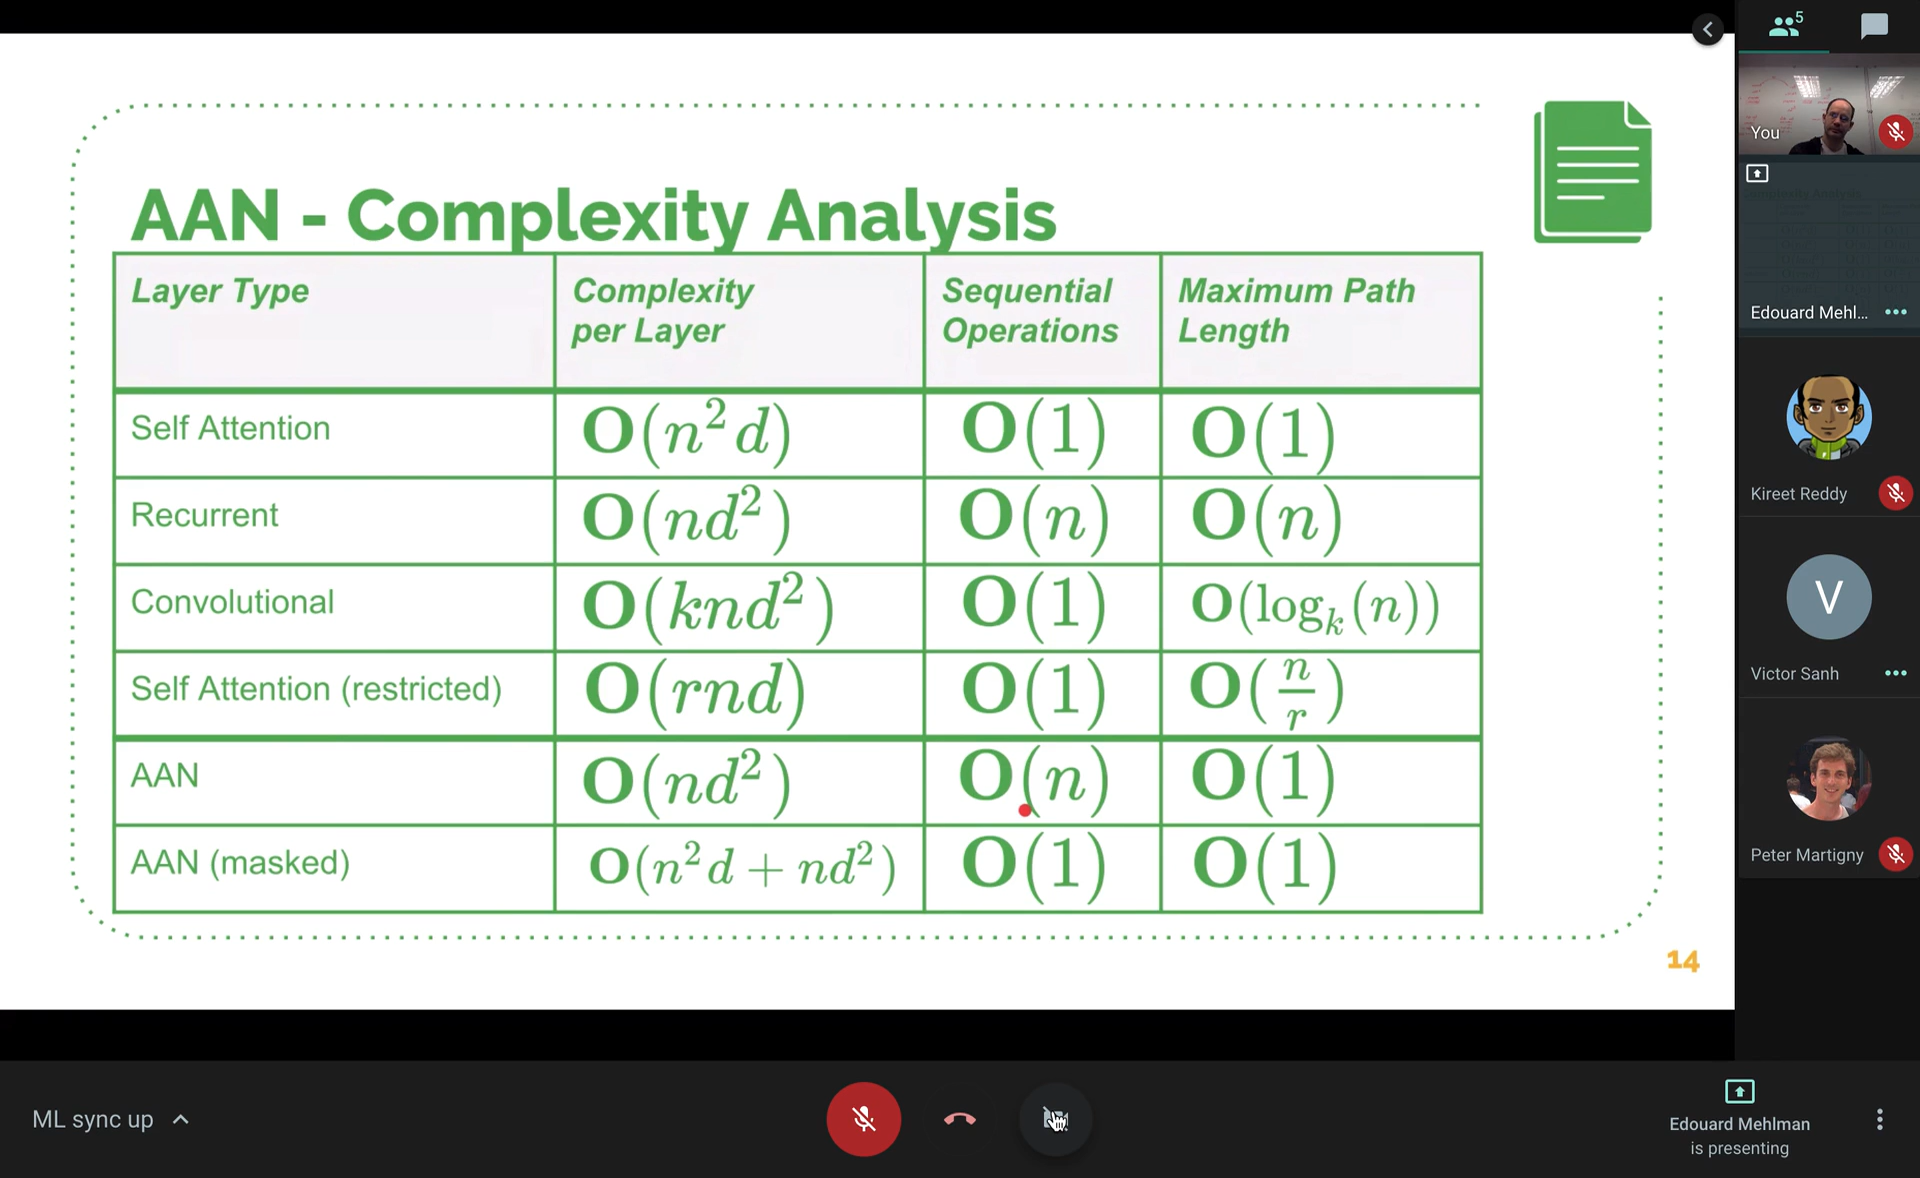 AAN - Complexity Analysis
Layer Type
Complexity per Layer
Sequential Operations
Maximum Path Length
Self Attention
O(n²d)
O(1)
O(1)
Recurrent
O(nd²)
O(n)
O(n)
Convolutional
O(knd²)
O(1)
O(logₖ(n))
Self Attention (restricted)
O(rnd)
O(1)
O(n/r)
AAN
O(nd²)
O(n)
O(1)
AAN (masked)
O(n²d + nd²)
O(1)
O(1)
14
5
You
Edouard Mehl...
Kireet Reddy
V
Victor Sanh
Peter Martigny
ML sync up
Edouard Mehlman
is presenting